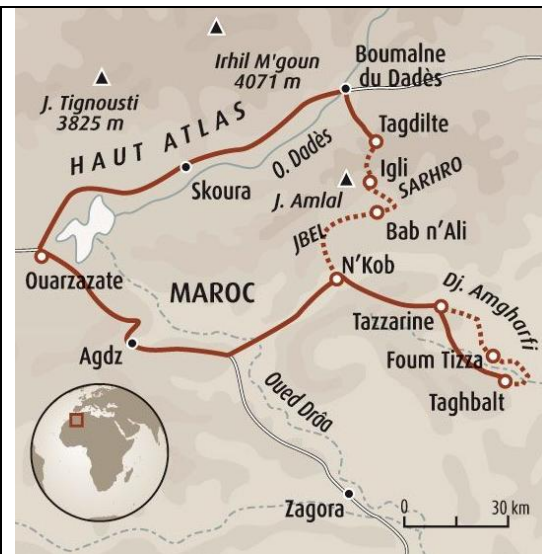 Irhil M'goun
4071 m
Boumalne
du Dadès
J. Tignousti
3825 m
HAUT ATLAS
O. Dadès
Tagdilte
Skoura
Igli
SARHRO
J. Amlal
Bab n'Ali
JBEL
Ouarzazate
MAROC
N'Kob
Dj. Amgharfi
Tazzarine
Agdz
Foum Tizza
Taghbalt
Oued Drâa
Zagora
0 30 km